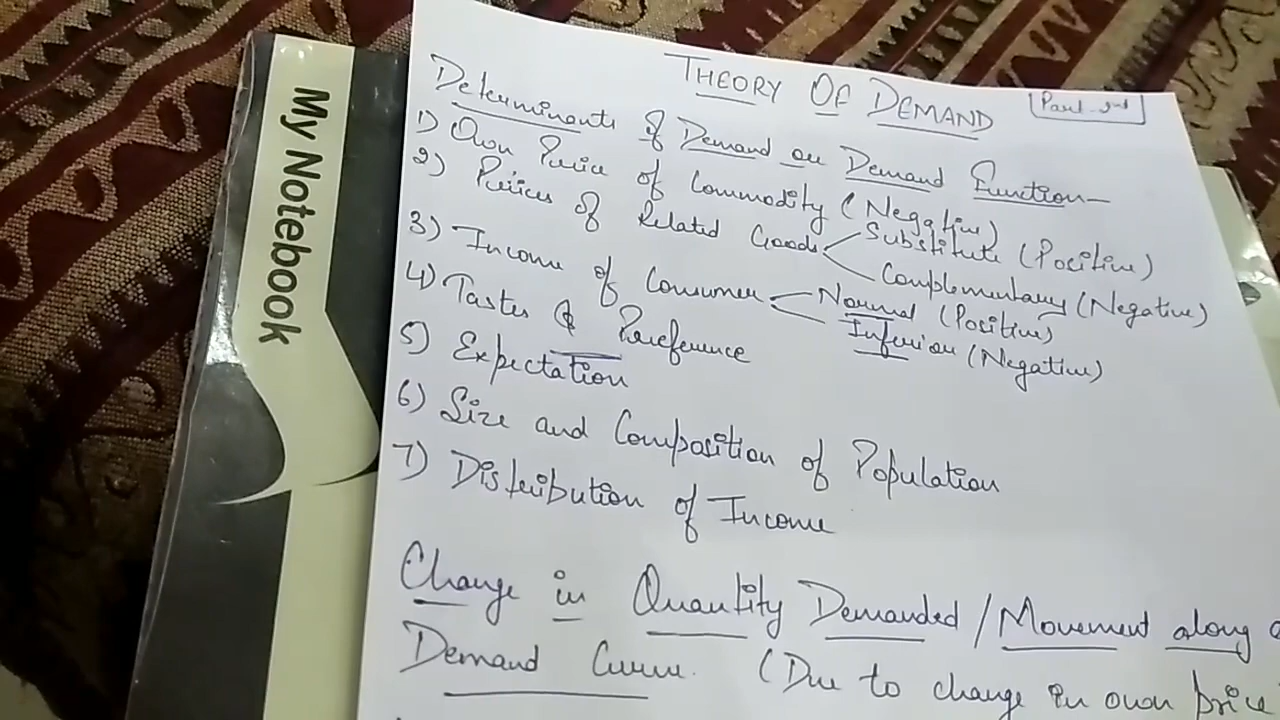 My Notebook
THEORY OF DEMAND
Determinants of Demand or Demand Function-
1) Own Price of Commodity (Negative)
2) Prices of Related Goods
Substitute (Positive)
Complementary (Negative)
3) Income of Consumer
Normal (Positive)
Inferior (Negative)
4) Tastes & Preference
5) Expectation
6) Size and Composition of Population
7) Distribution of Income
Change in Quantity Demanded / Movement along
Demand Curve. (Due to change in own price